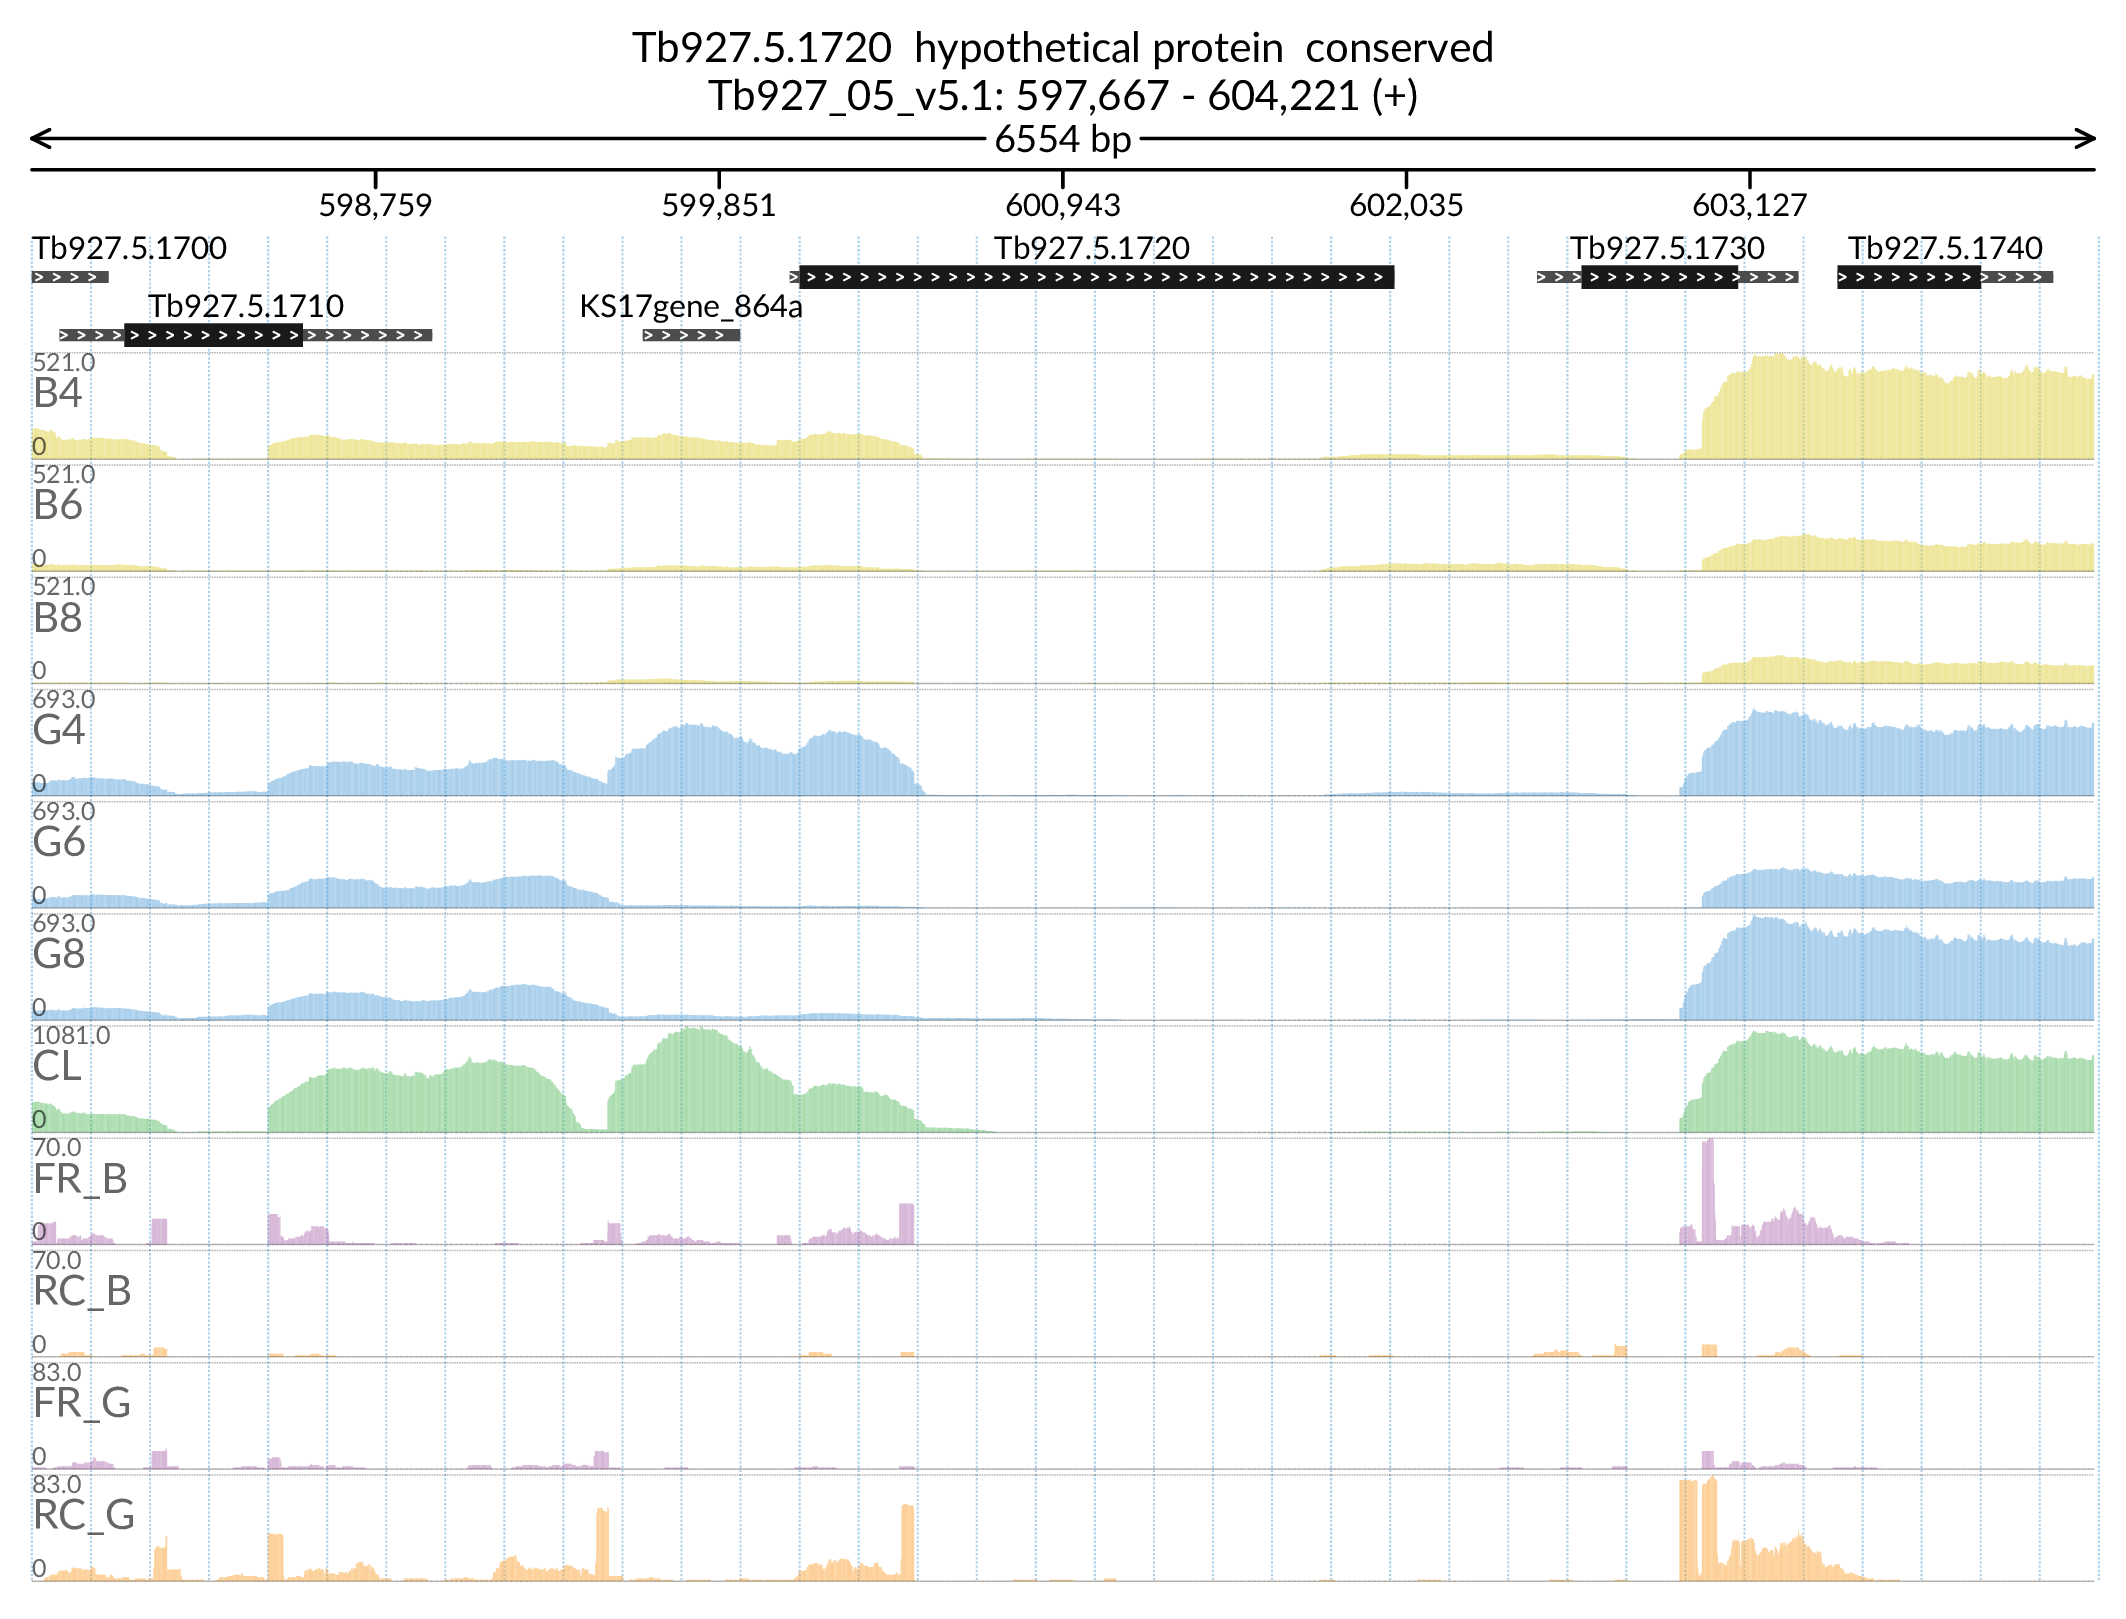 Tb927.5.1720 hypothetical protein conserved
Tb927_05_v5.1: 597,667 - 604,221 (+)
6554 bp
598,759 599,851 600,943 602,035 603,127
Tb927.5.1700 Tb927.5.1720 Tb927.5.1730 Tb927.5.1740
Tb927.5.1710 KS17gene_864a
521.0
B4
0
521.0
B6
0
521.0
B8
0
693.0
G4
0
693.0
G6
0
693.0
G8
0
1081.0
CL
0
70.0
FR_B
0
70.0
RC_B
0
83.0
FR_G
0
83.0
RC_G
0